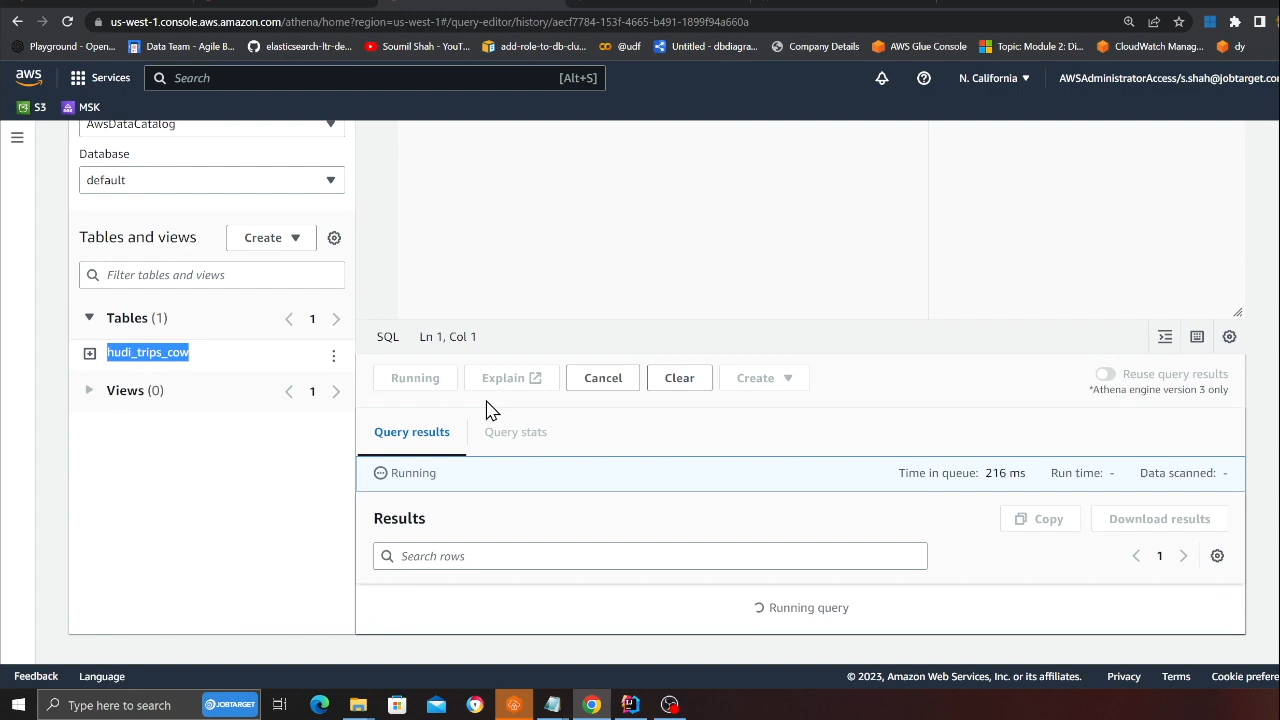 us-west-1.console.aws.amazon.com/athena/home?region=us-west-1#/query-editor/history/aecf7784-153f-4665-b491-1899f94a660a
Playground - Open...
Data Team - Agile B...
elasticsearch-ltr-de...
Soumil Shah - YouT...
add-role-to-db-clu...
@udf
Untitled - dbdiagra...
Company Details
AWS Glue Console
Topic: Module 2: Di...
CloudWatch Manag...
dy
aws
Services
Search
[Alt+S]
N. California
AWSAdministratorAccess/s.shah@jobtarget.com
S3
MSK
AwsDataCatalog
Database
default
Tables and views
Create
Filter tables and views
Tables (1)
1
hudi_trips_cow
Views (0)
1
SQL
Ln 1, Col 1
Running
Explain
Cancel
Clear
Create
Reuse query results
*Athena engine version 3 only
Query results
Query stats
Running
Time in queue: 216 ms
Run time: -
Data scanned: -
Results
Copy
Download results
Search rows
1
Running query
Feedback
Language
© 2023, Amazon Web Services, Inc. or its affiliates.
Privacy
Terms
Cookie prefere
Type here to search
JOBTARGET